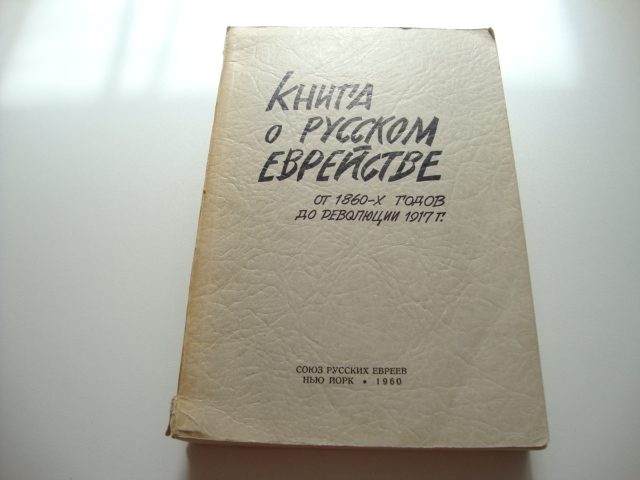 Книга
о русском
еврействе
от 1860-х годов
до революции 1917 г.
СОЮЗ РУССКИХ ЕВРЕЕВ
НЬЮ ЙОРК • 1960